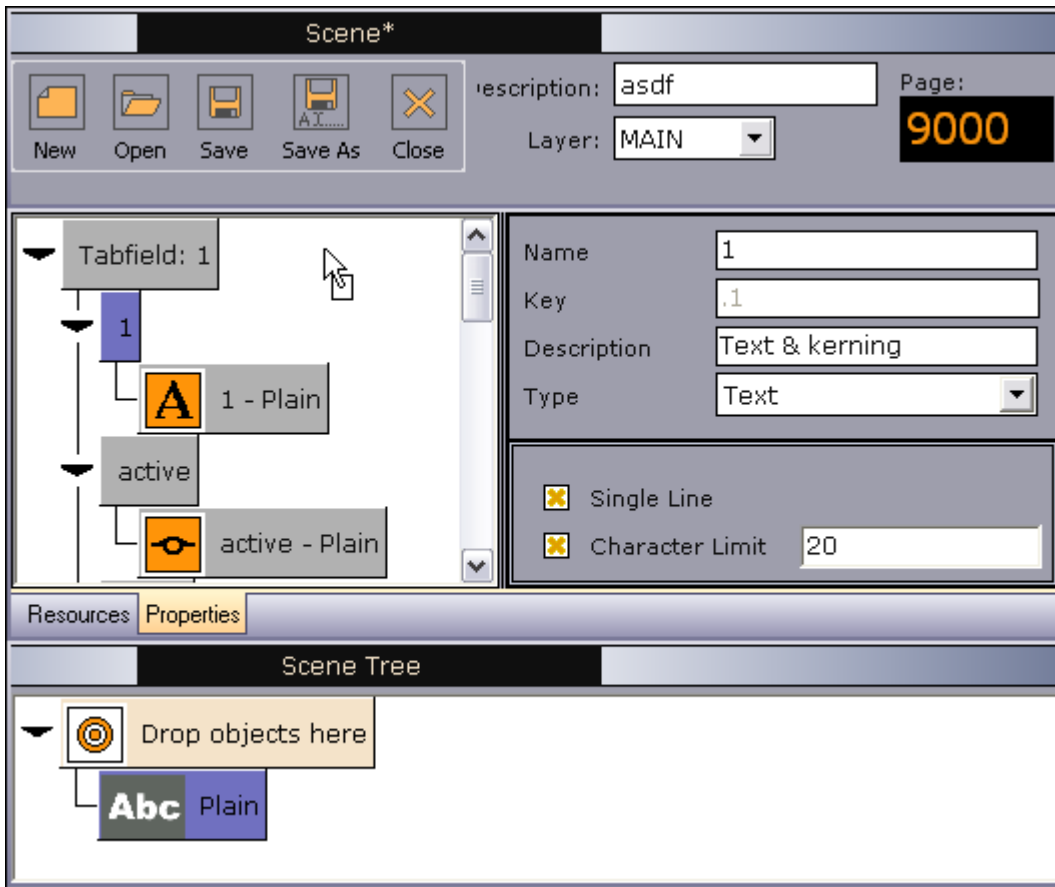 Scene*
New Open Save Save As Close
escription: asdf
Layer: MAIN
Page:
9000
Tabfield: 1
1
A 1 - Plain
active
active - Plain
Name 1
Key .1
Description Text & kerning
Type Text
Single Line
Character Limit 20
Resources Properties
Scene Tree
Drop objects here
Abc Plain